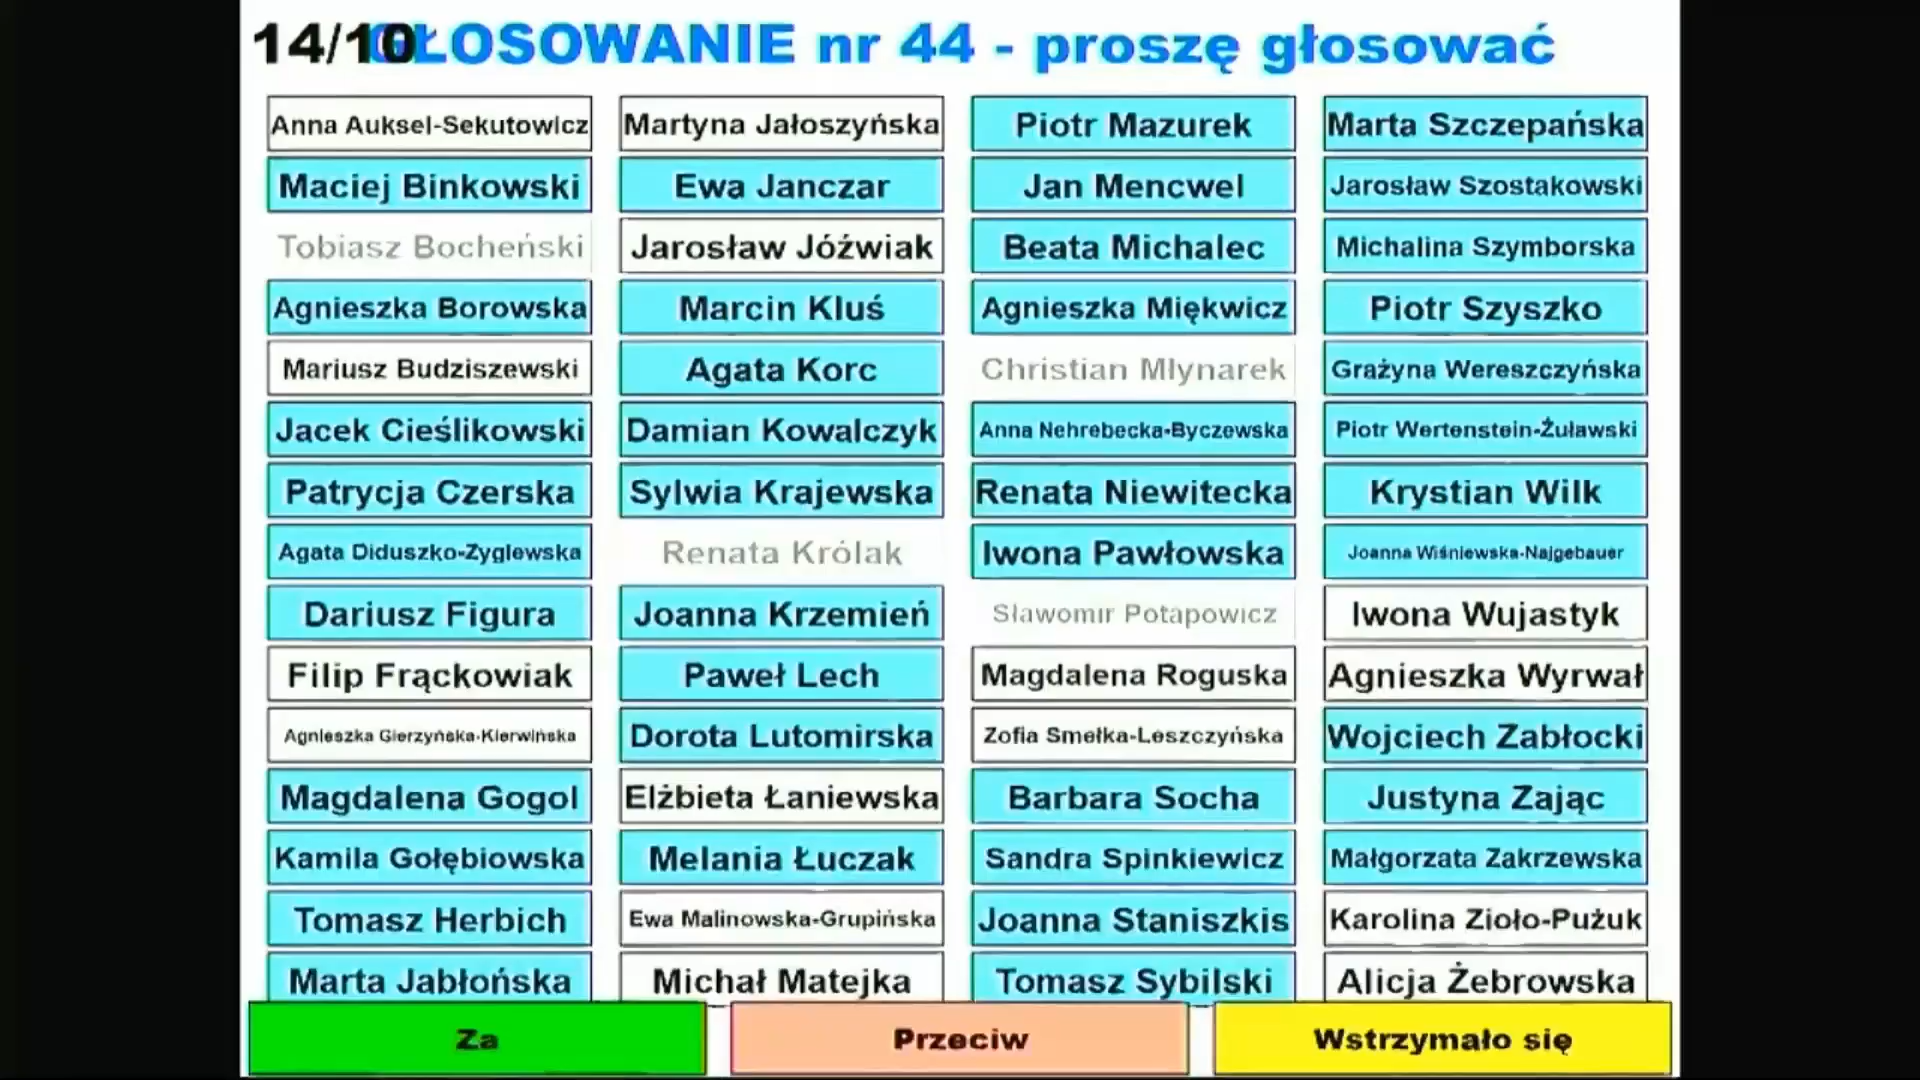 14/10 GŁOSOWANIE nr 44 - proszę głosować
Anna Auksel-Sekutowicz
Maciej Binkowski
Tobiasz Bocheński
Agnieszka Borowska
Mariusz Budziszewski
Jacek Cieślikowski
Patrycja Czerska
Agata Diduszko-Zyglewska
Dariusz Figura
Filip Frąckowiak
Agnieszka Gierzyńska-Kierwińska
Magdalena Gogol
Kamila Gołębiowska
Tomasz Herbich
Marta Jabłońska
Martyna Jałoszyńska
Ewa Janczar
Jarosław Jóźwiak
Marcin Kluś
Agata Korc
Damian Kowalczyk
Sylwia Krajewska
Renata Królak
Joanna Krzemień
Paweł Lech
Dorota Lutomirska
Elżbieta Łaniewska
Melania Łuczak
Ewa Malinowska-Grupińska
Michał Matejka
Piotr Mazurek
Jan Mencwel
Beata Michalec
Agnieszka Miękwicz
Christian Młynarek
Anna Nehrebecka-Byczewska
Renata Niewitecka
Iwona Pawłowska
Sławomir Potapowicz
Magdalena Roguska
Zofia Smełka-Leszczyńska
Barbara Socha
Sandra Spinkiewicz
Joanna Staniszkis
Tomasz Sybilski
Marta Szczepańska
Jarosław Szostakowski
Michalina Szymborska
Piotr Szyszko
Grażyna Wereszczyńska
Piotr Wertenstein-Żuławski
Krystian Wilk
Joanna Wiśniewska-Najgebauer
Iwona Wujastyk
Agnieszka Wyrwał
Wojciech Zabłocki
Justyna Zając
Małgorzata Zakrzewska
Karolina Zioło-Pużuk
Alicja Żebrowska
Za
Przeciw
Wstrzymało się